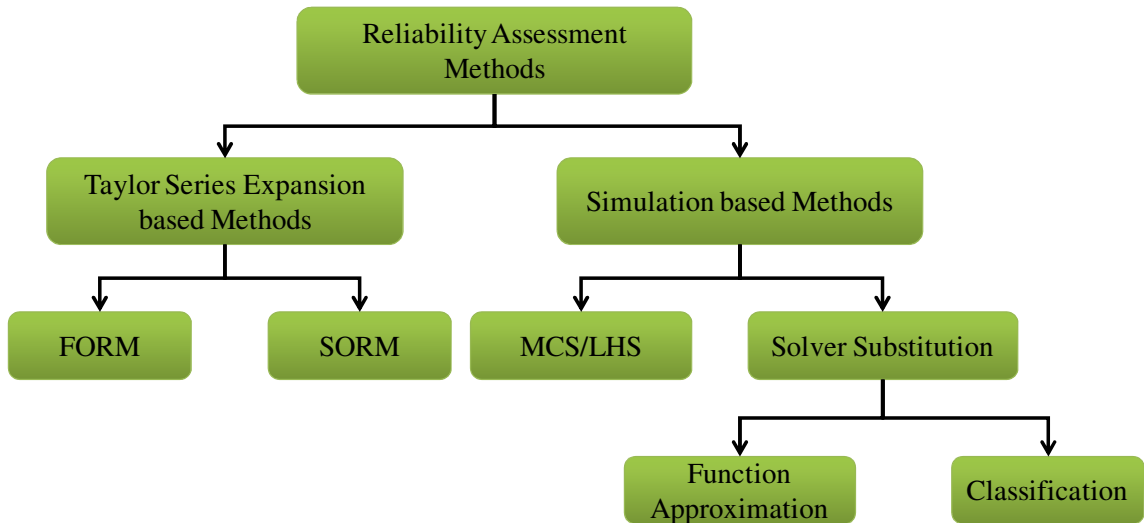 Reliability Assessment
Methods
Taylor Series Expansion
based Methods
Simulation based Methods
FORM
SORM
MCS/LHS
Solver Substitution
Function
Approximation
Classification